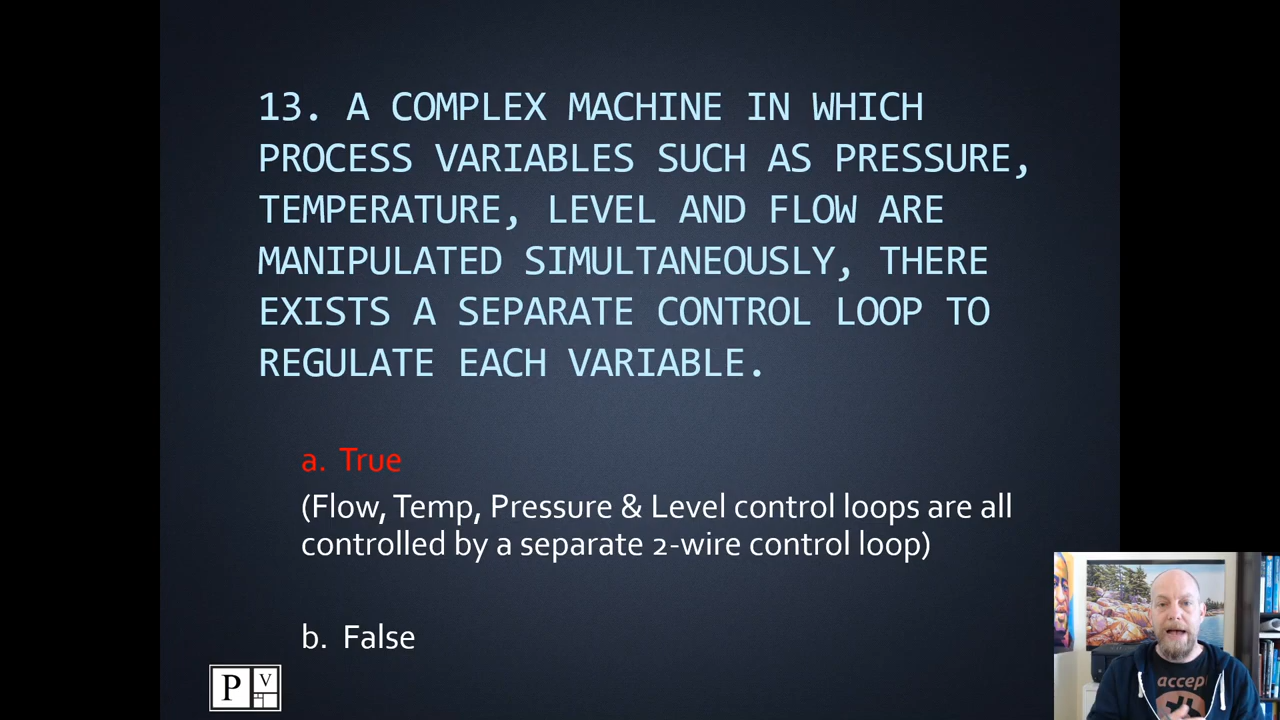 13. A COMPLEX MACHINE IN WHICH
PROCESS VARIABLES SUCH AS PRESSURE,
TEMPERATURE, LEVEL AND FLOW ARE
MANIPULATED SIMULTANEOUSLY, THERE
EXISTS A SEPARATE CONTROL LOOP TO
REGULATE EACH VARIABLE.
a. True
(Flow, Temp, Pressure & Level control loops are all
controlled by a separate 2-wire control loop)
b. False
P V
accept